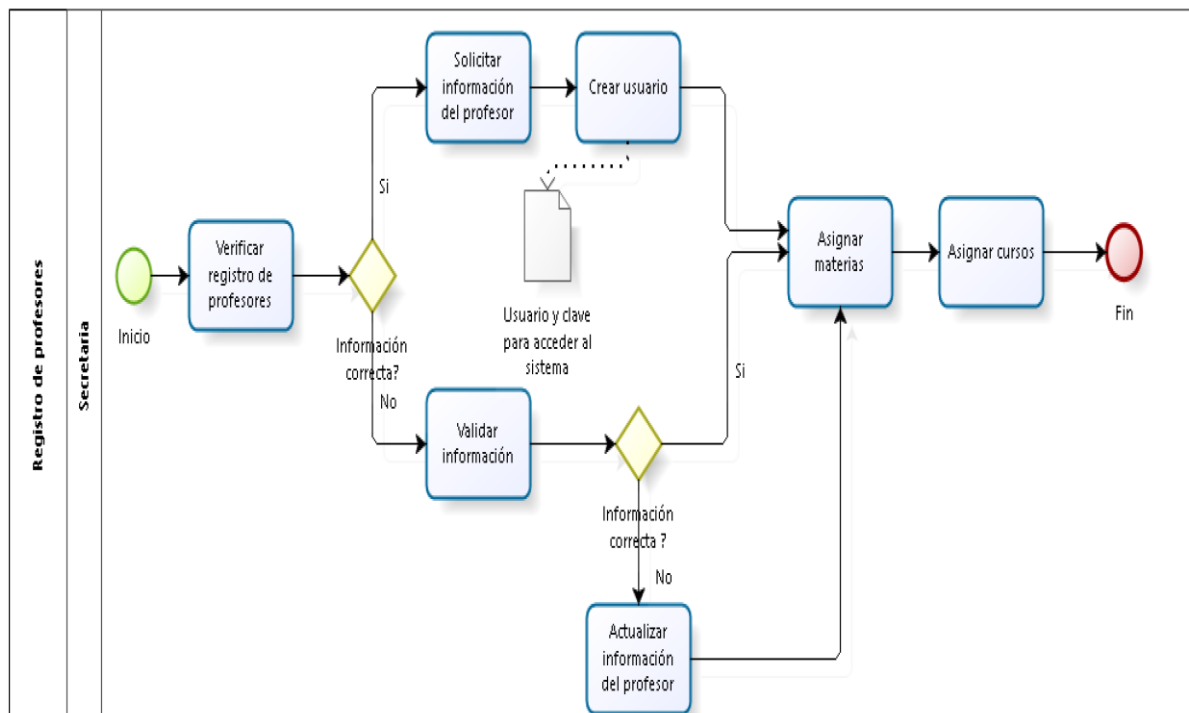 Registro de profesores
Secretaria
Inicio
Verificar
registro de
profesores
Información
correcta?
Si
Solicitar
información
del profesor
Crear usuario
Usuario y clave
para acceder al
sistema
No
Validar
información
Información
correcta ?
Si
No
Actualizar
información
del profesor
Asignar
materias
Asignar cursos
Fin